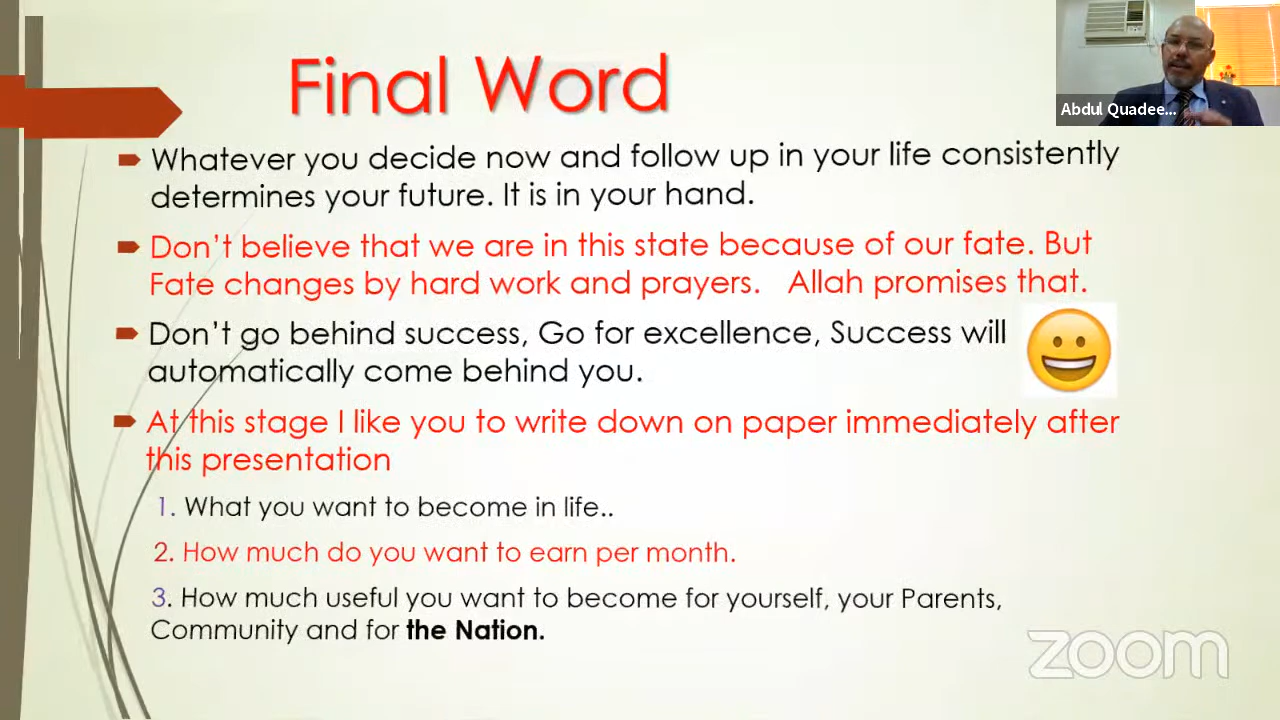 Final Word
Abdul Quadee...
Whatever you decide now and follow up in your life consistently
determines your future. It is in your hand.
Don't believe that we are in this state because of our fate. But
Fate changes by hard work and prayers. Allah promises that.
Don't go behind success, Go for excellence, Success will
automatically come behind you.
At this stage I like you to write down on paper immediately after
this presentation
1. What you want to become in life..
2. How much do you want to earn per month.
3. How much useful you want to become for yourself, your Parents,
Community and for the Nation.
zoom